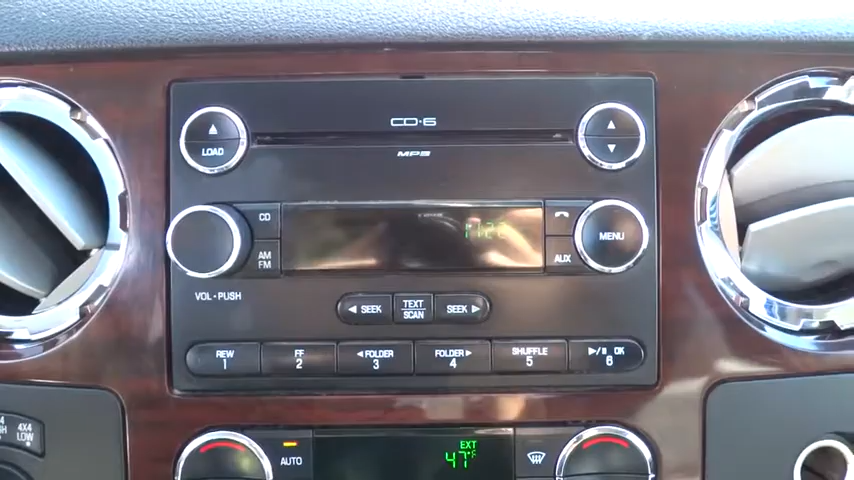 CD•6
MP3
▲
LOAD
▲
▼
CD
AM
FM
MENU
AUX
VOL•PUSH
◄ SEEK
TEXT
SCAN
SEEK ►
REW
1
FF
2
◄FOLDER
3
FOLDER►
4
SHUFFLE
5
►/II OK
6
4X4
LOW
AUTO
EXT
47°F